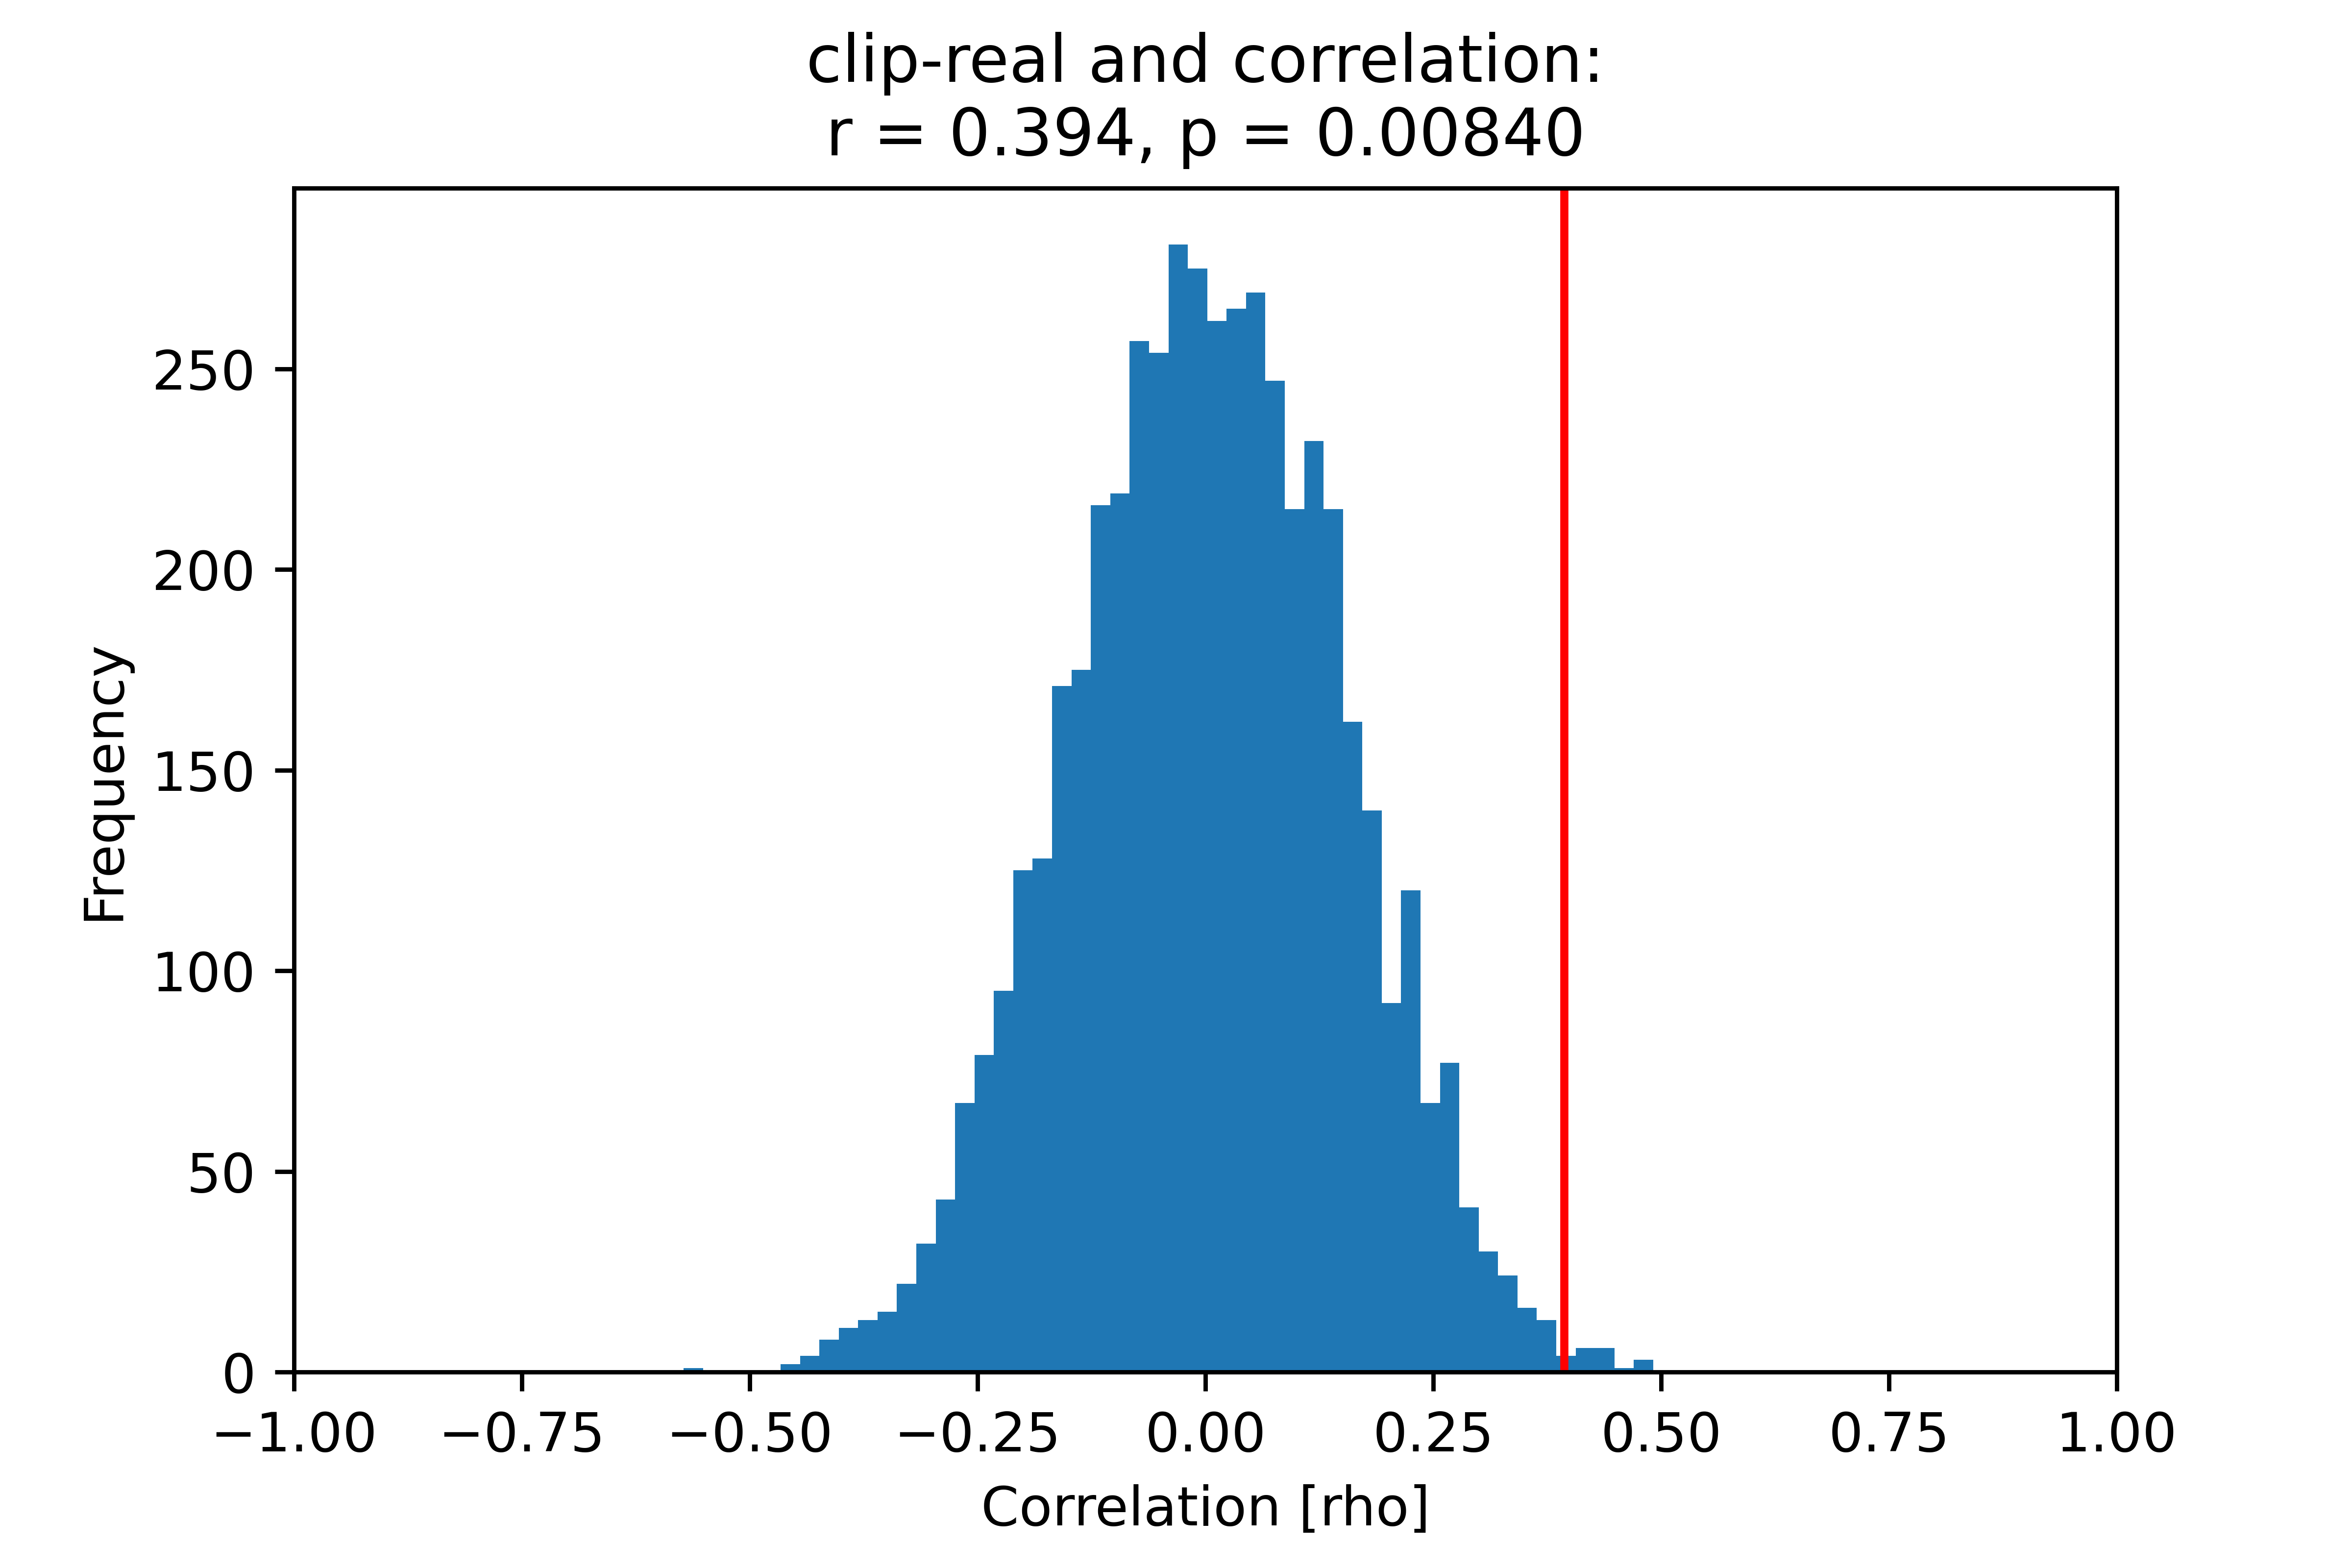 clip-real and correlation:
r = 0.394, p = 0.00840
Frequency
250
200
150
100
50
0
−1.00 −0.75 −0.50 −0.25 0.00 0.25 0.50 0.75 1.00
Correlation [rho]